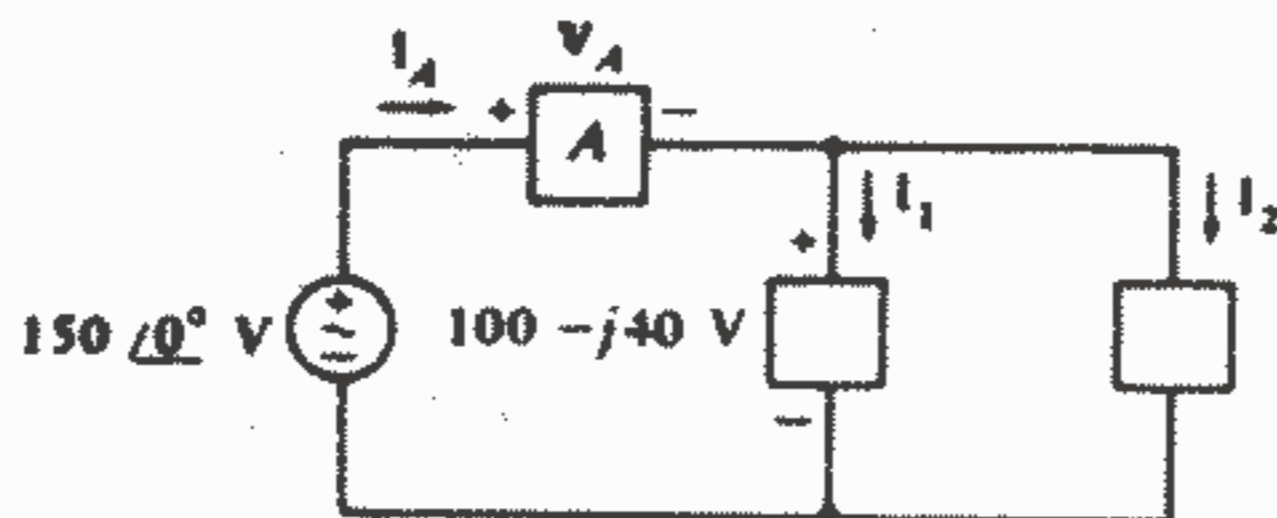 I_A
V_A
+ A −
I_1
I_2
+
150 ∠0° V
+
~
−
100 − j40 V
−